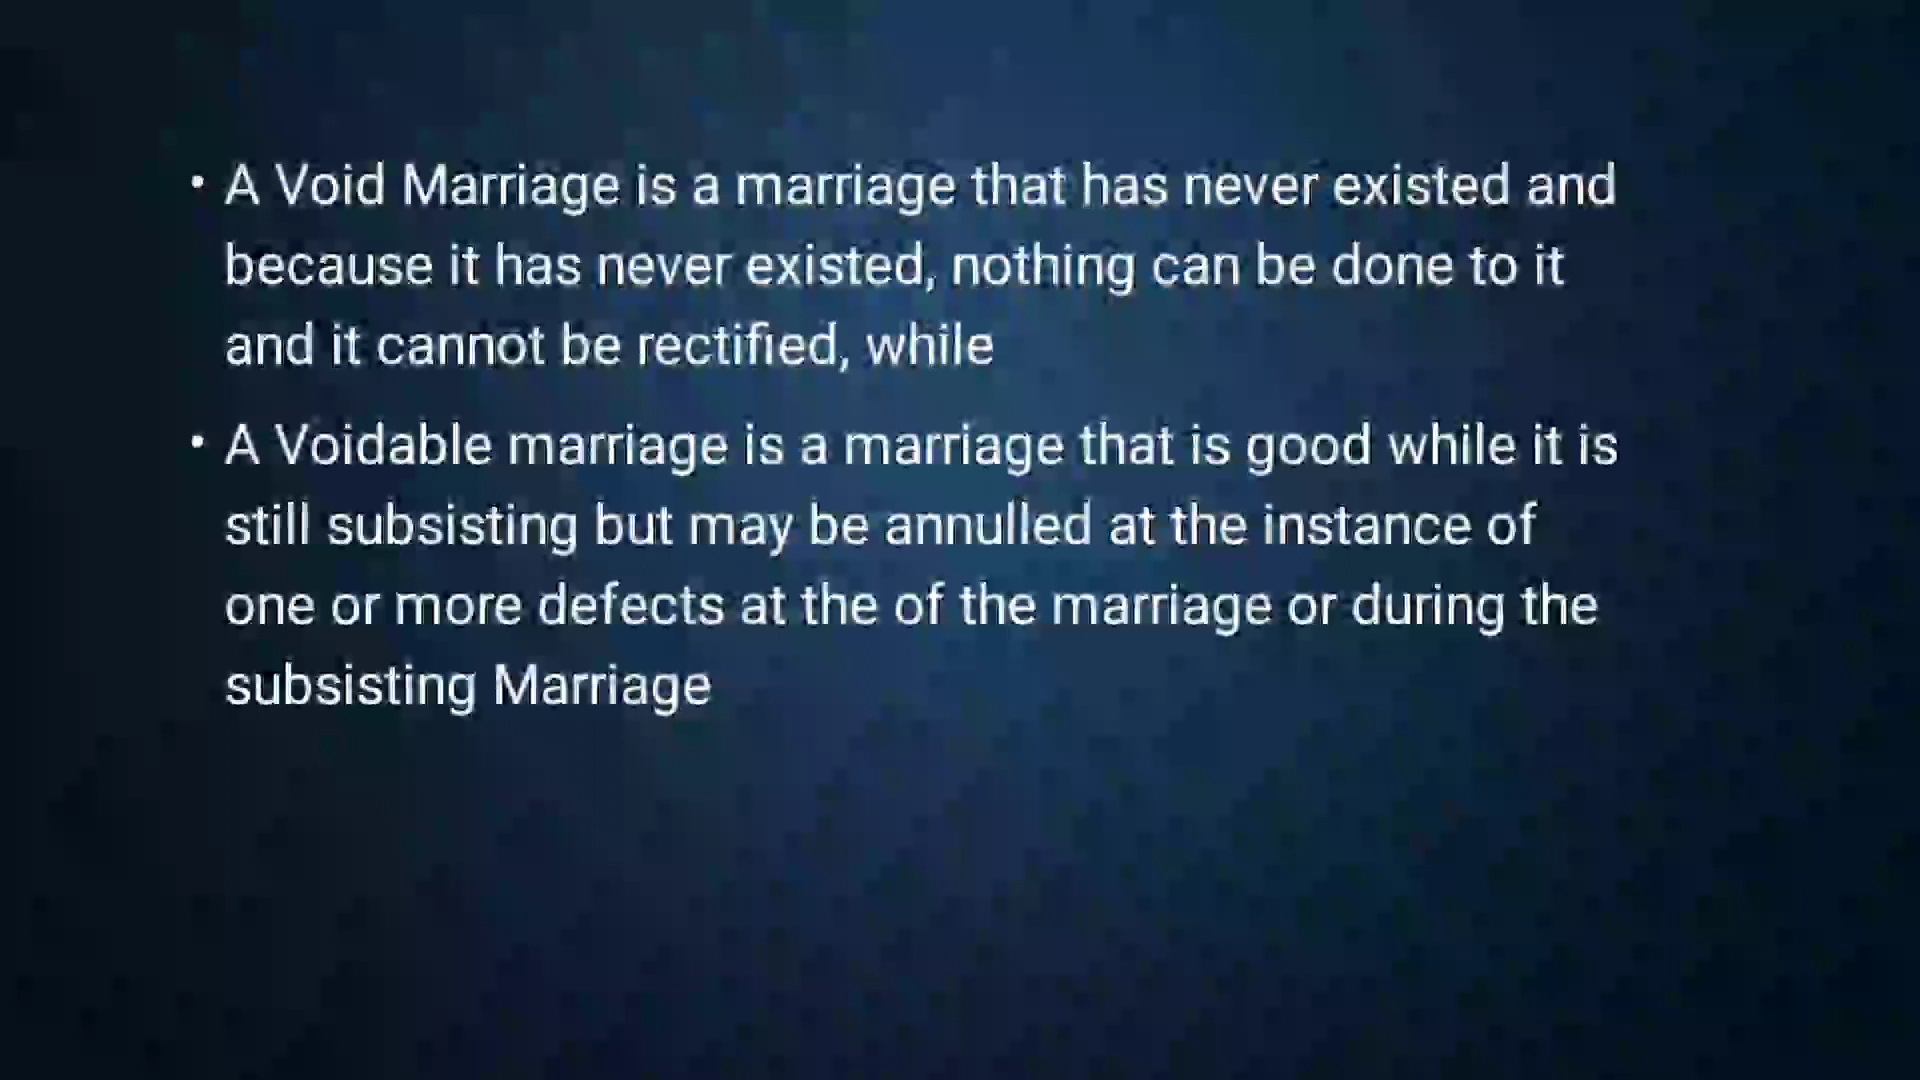 • A Void Marriage is a marriage that has never existed and
because it has never existed, nothing can be done to it
and it cannot be rectified, while
• A Voidable marriage is a marriage that is good while it is
still subsisting but may be annulled at the instance of
one or more defects at the of the marriage or during the
subsisting Marriage